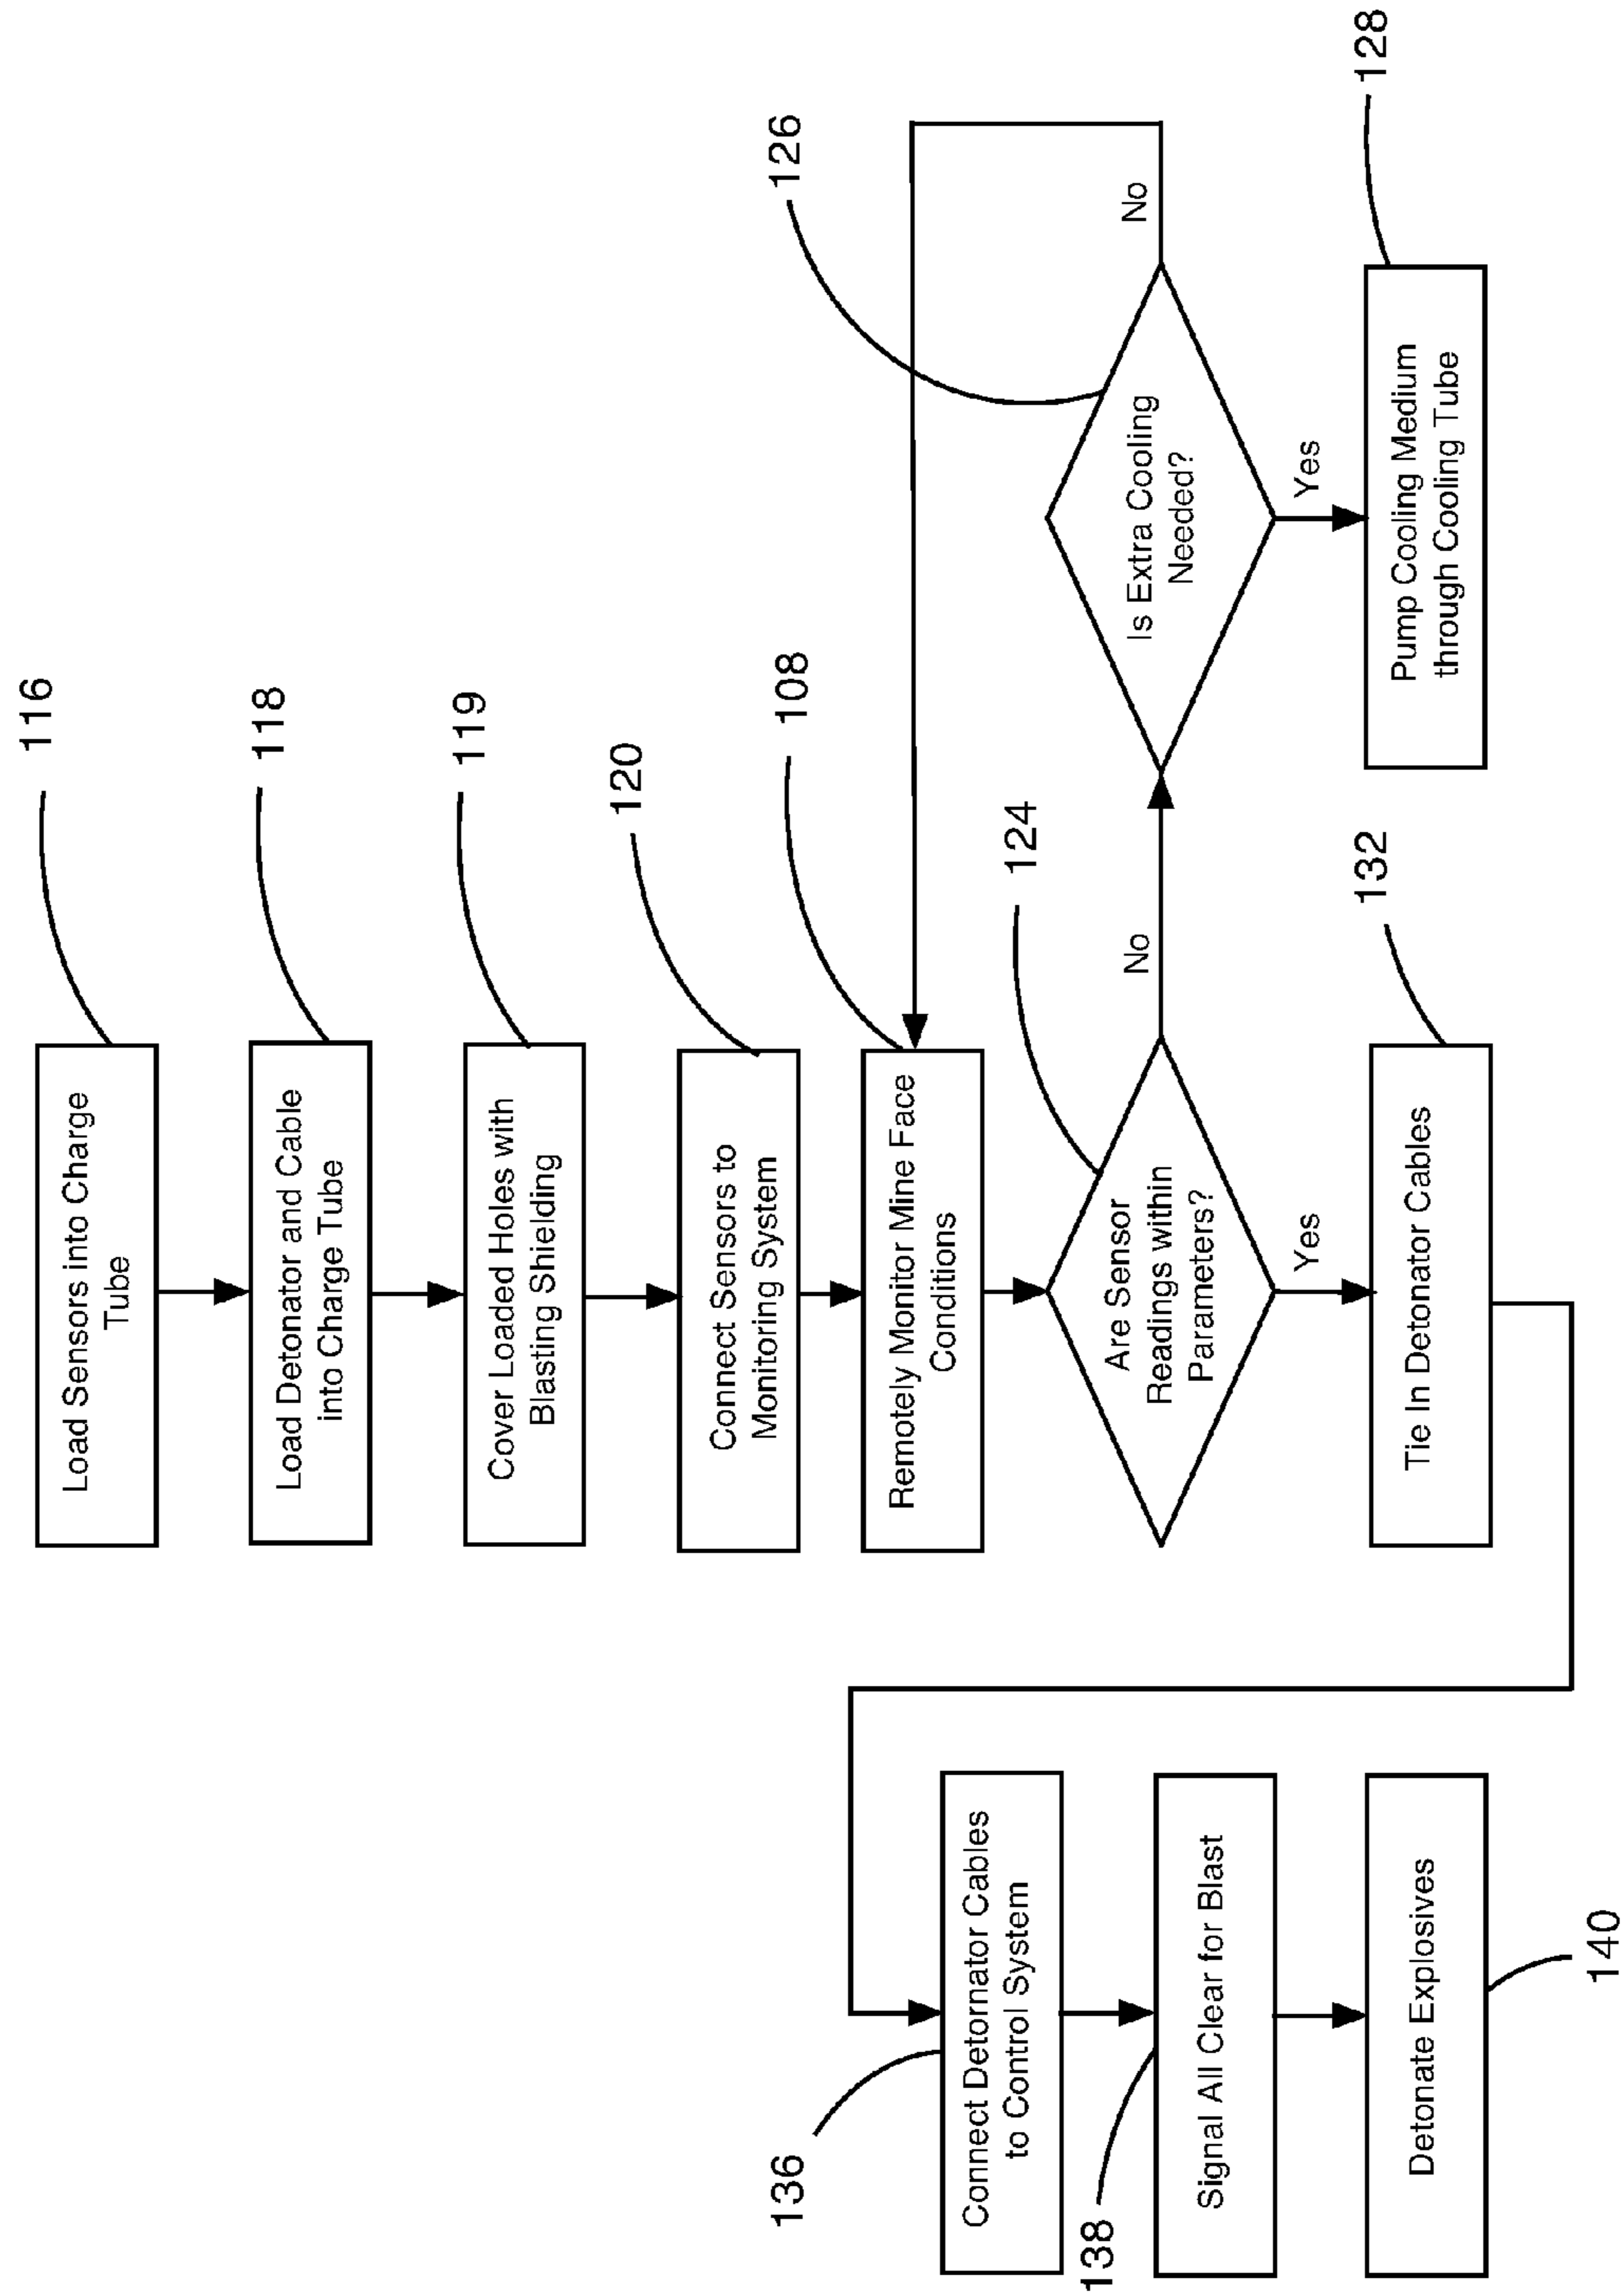 116
Load Sensors into Charge
Tube
118
Load Detonator and Cable
into Charge Tube
119
Cover Loaded Holes with
Blasting Shielding
120
Connect Sensors to
Monitoring System
108
Remotely Monitor Mine Face
Conditions
124
Are Sensor
Readings within
Parameters?
No
126
Is Extra Cooling
Needed?
No
Yes
128
Pump Cooling Medium
through Cooling Tube
Yes
132
Tie In Detonator Cables
136
Connect Detornator Cables
to Control System
138
Signal All Clear for Blast
Detonate Explosives
140